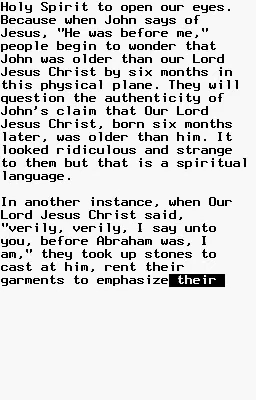 Holy Spirit to open our eyes.
Because when John says of
Jesus, "He was before me,"
people begin to wonder that
John was older than our Lord
Jesus Christ by six months in
this physical plane. They will
question the authenticity of
John's claim that Our Lord
Jesus Christ, born six months
later, was older than him. It
looked ridiculous and strange
to them but that is a spiritual
language.

In another instance, when Our
Lord Jesus Christ said,
"verily, verily, I say unto
you, before Abraham was, I
am," they took up stones to
cast at him, rent their
garments to emphasize their